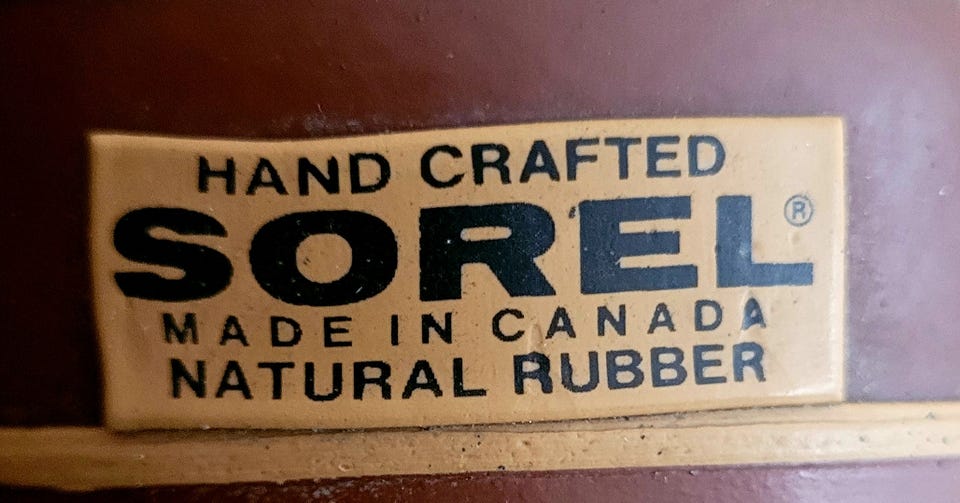 HAND CRAFTED
SOREL®
MADE IN CANADA
NATURAL RUBBER